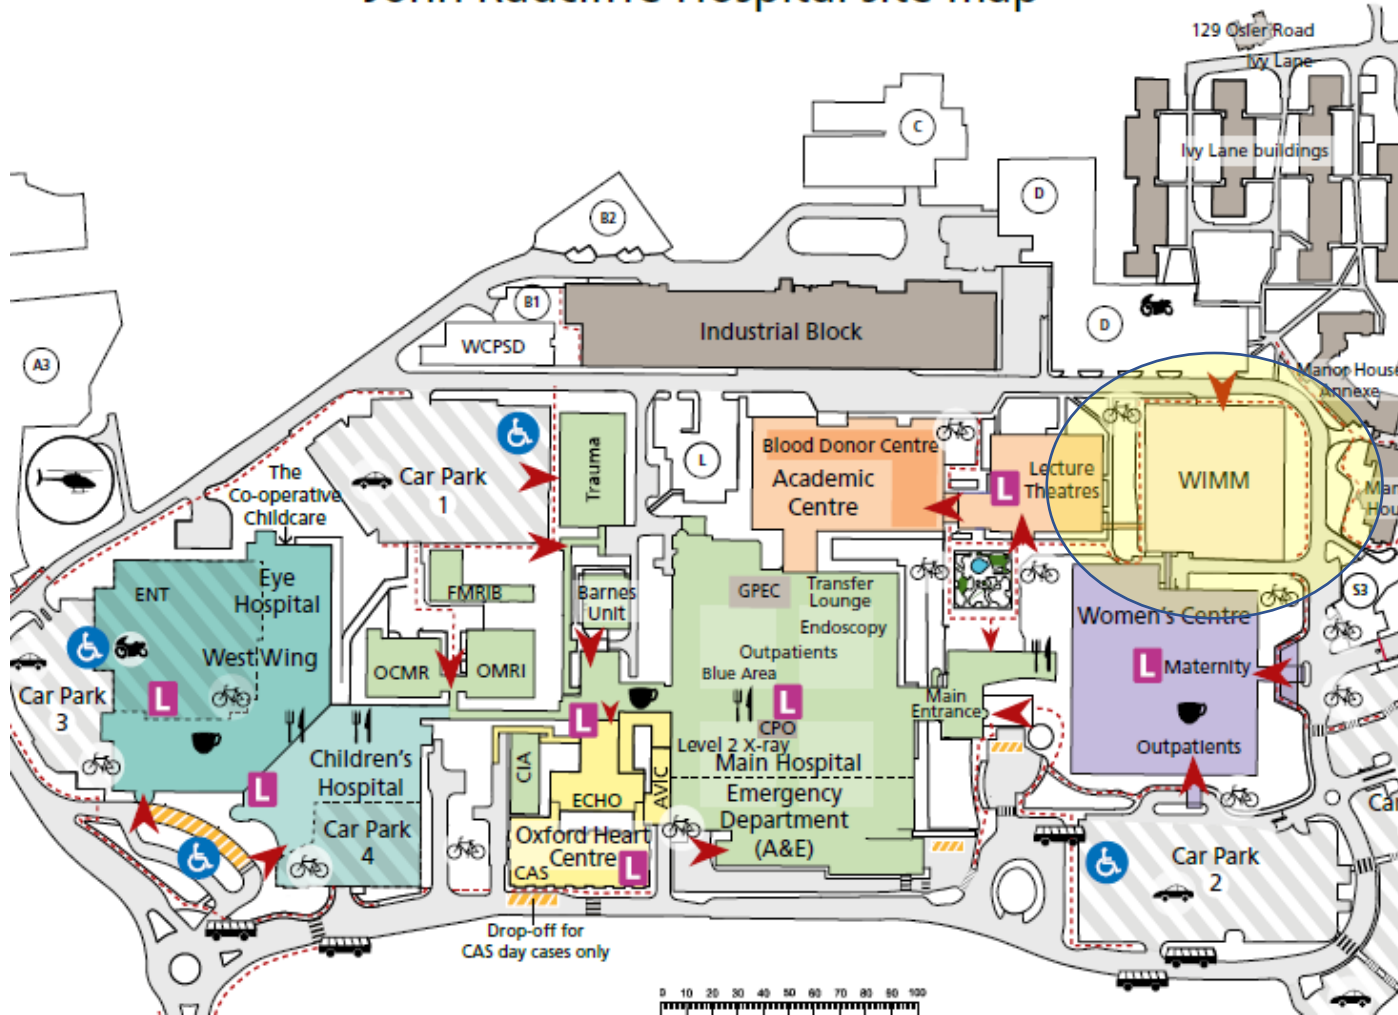 John Radcliffe Hospital site map
129 Osler Road
Ivy Lane
C
Ivy Lane buildings
D
B2
B1
Industrial Block
D
WCPSD
A3
Manor House
Annexe
Blood Donor Centre
Trauma
L
Lecture
Theatres
L
WIMM
The
Co-operative
Childcare
Car Park
1
Academic
Centre
Eye
Hospital
ENT
FMRIB
Barnes
Unit
GPEC
Transfer
Lounge
Endoscopy
S3
Women's Centre
West Wing
OCMR
OMRI
Outpatients
Blue Area
L
Maternity
Car Park
3
L
L
L
Main
Entrance
CPO
Level 2 X-ray
Main Hospital
Outpatients
Children's
Hospital
L
CIA
ECHO
AVIC
Emergency
Department
(A&E)
Car Park
4
Oxford Heart
Centre
L
CAS
Car Park
2
Drop-off for
CAS day cases only
0 10 20 30 40 50 60 70 80 90 100